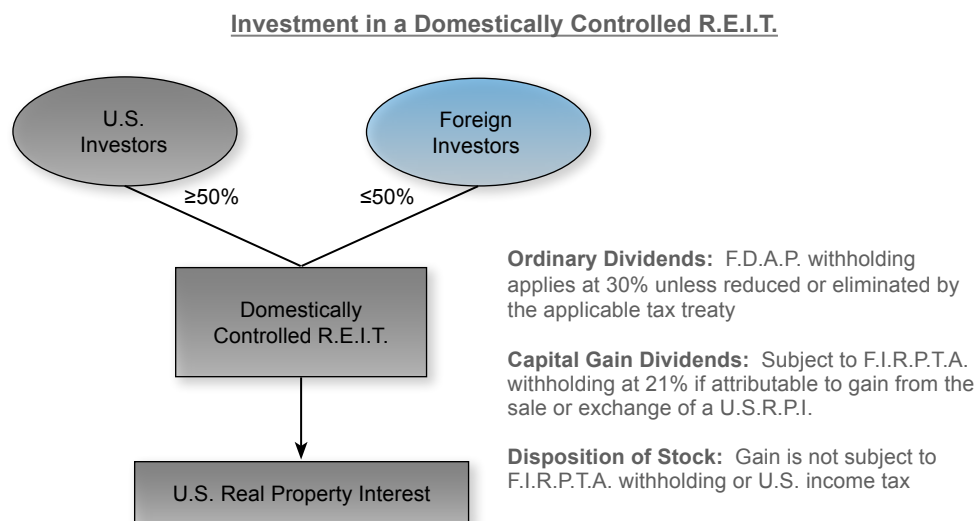 Investment in a Domestically Controlled R.E.I.T.
U.S.
Investors
Foreign
Investors
≥50%
≤50%
Domestically
Controlled R.E.I.T.
U.S. Real Property Interest
Ordinary Dividends: F.D.A.P. withholding
applies at 30% unless reduced or eliminated by
the applicable tax treaty
Capital Gain Dividends: Subject to F.I.R.P.T.A.
withholding at 21% if attributable to gain from the
sale or exchange of a U.S.R.P.I.
Disposition of Stock: Gain is not subject to
F.I.R.P.T.A. withholding or U.S. income tax